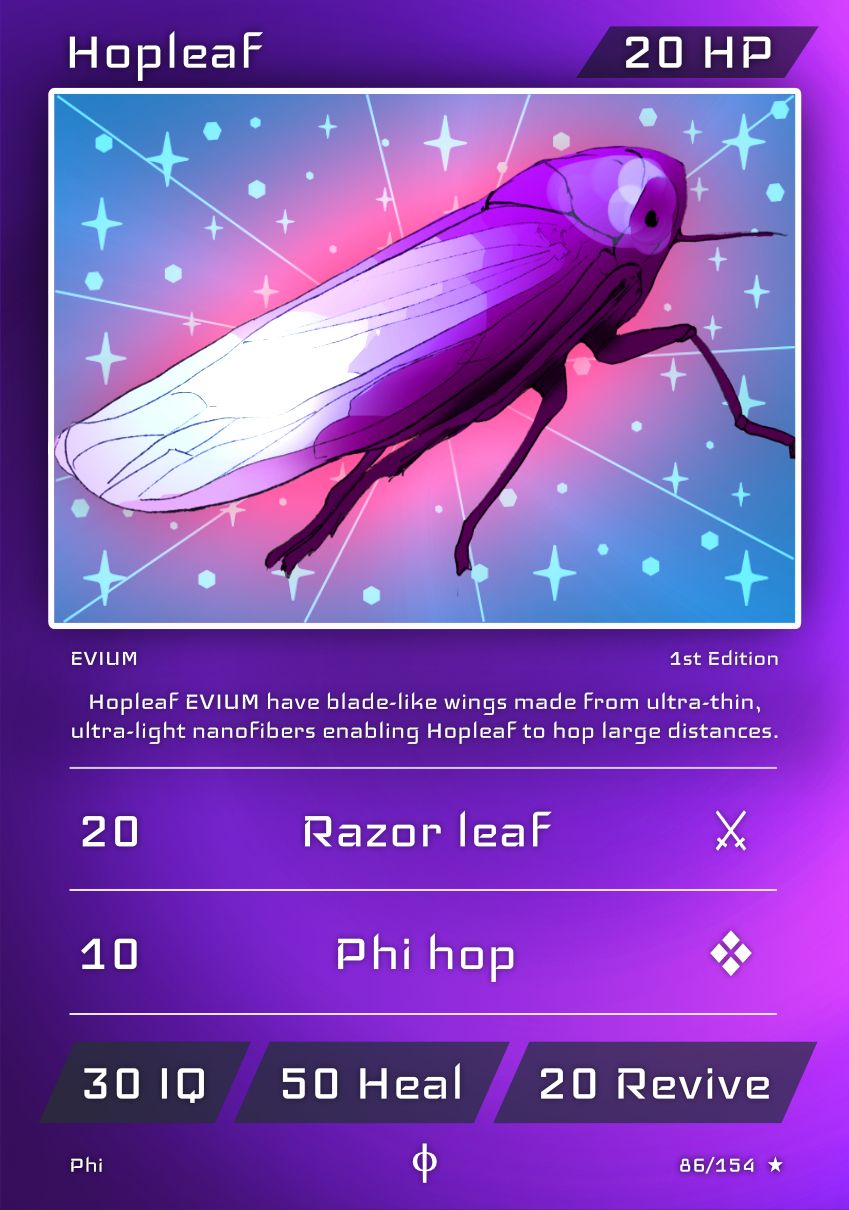 Hopleaf
20 HP
EVIUM
1st Edition
Hopleaf EVIUM have blade-like wings made from ultra-thin,
ultra-light nanofibers enabling Hopleaf to hop large distances.
20 Razor leaf
10 Phi hop
30 IQ
50 Heal
20 Revive
Phi
ϕ
86/154 ★